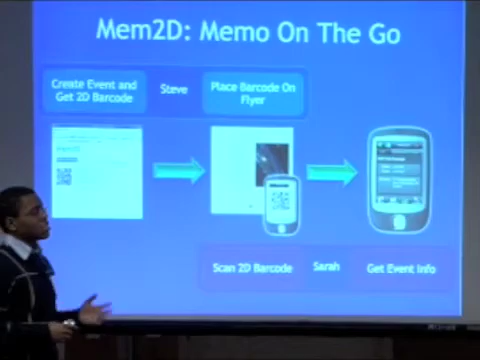 Mem2D: Memo On The Go
Create Event and
Get 2D Barcode
Steve
Place Barcode On
Flyer
Scan 2D Barcode
Sarah
Get Event Info